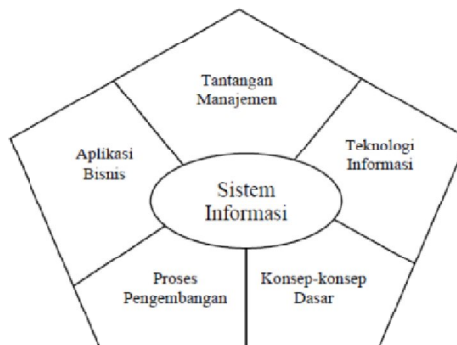 Tantangan
Manajemen
Aplikasi
Bisnis
Teknologi
Informasi
Sistem
Informasi
Proses
Pengembangan
Konsep-konsep
Dasar